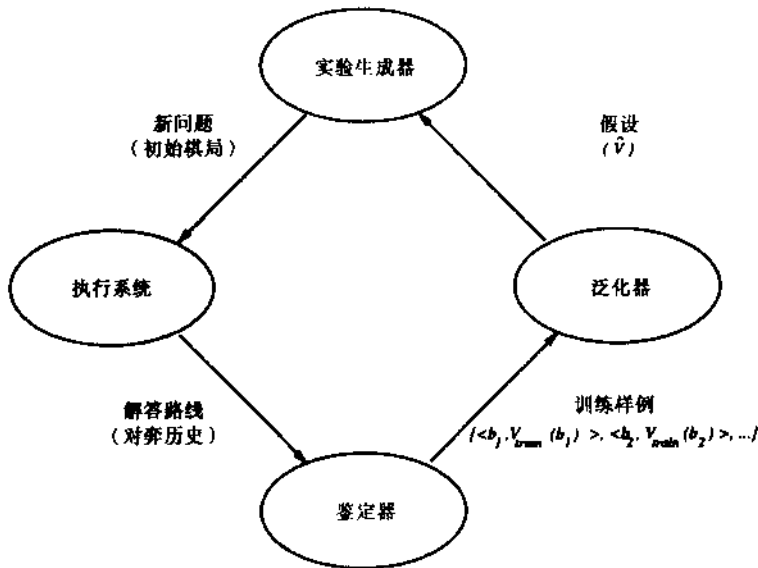 实验生成器
新问题
（初始棋局）
假设
( V̂ )
执行系统
泛化器
解答路线
（对弈历史）
训练样例
{<b₁, V_train (b₁) >, <b₂, V_train (b₂) >, ...}
鉴定器